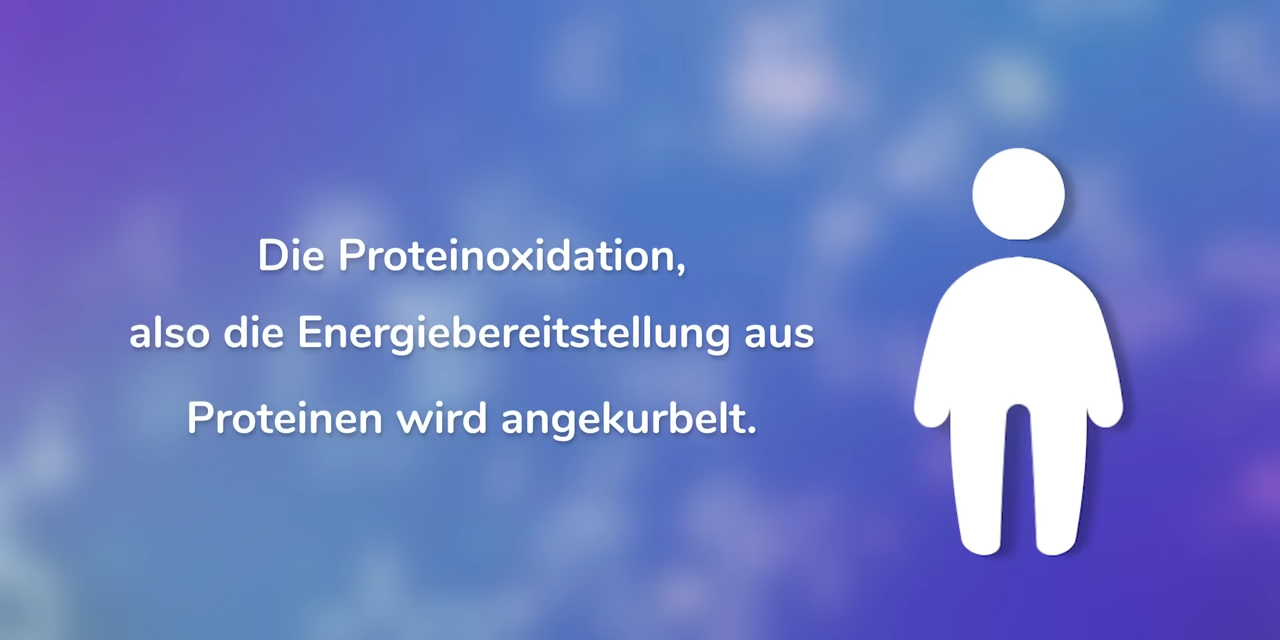 Die Proteinoxidation,
also die Energiebereitstellung aus
Proteinen wird angekurbelt.